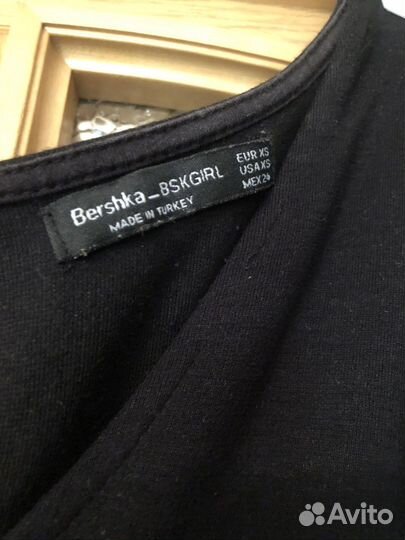 Bershka_BSKGIRL
MADE IN TURKEY
EUR XS
USA XS
MEX 26
Avito